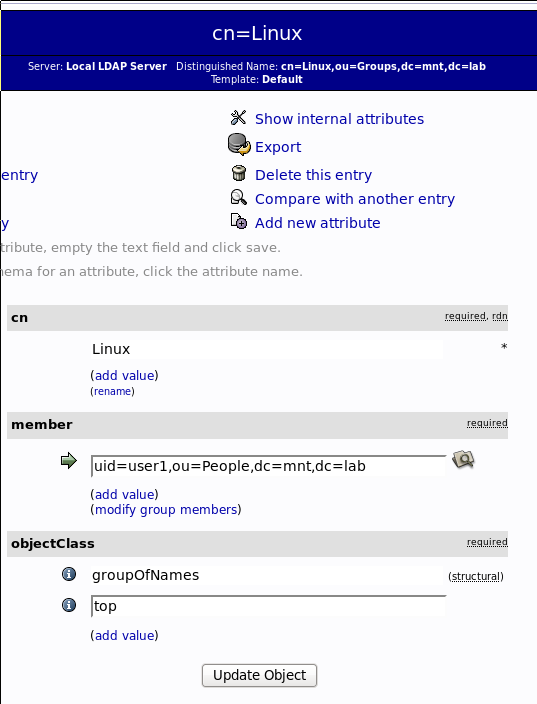 cn=Linux
Server: Local LDAP Server Distinguished Name: cn=Linux,ou=Groups,dc=mnt,dc=lab
Template: Default
Show internal attributes
Export
entry Delete this entry
Compare with another entry
y Add new attribute
tribute, empty the text field and click save.
ema for an attribute, click the attribute name.
cn required, rdn
Linux *
(add value)
(rename)
member required
uid=user1,ou=People,dc=mnt,dc=lab
(add value)
(modify group members)
objectClass required
groupOfNames (structural)
top
(add value)
Update Object